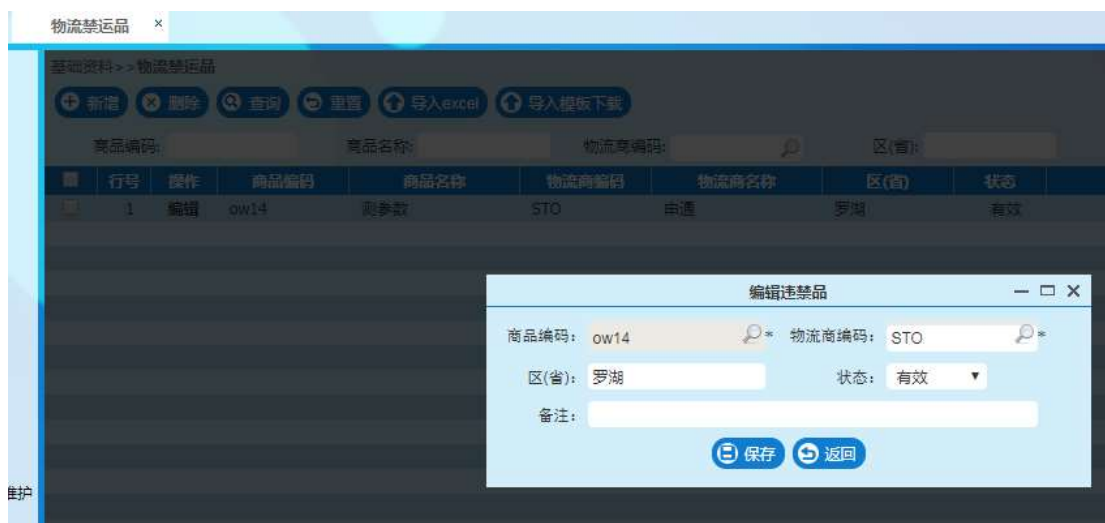 物流禁运品 ×
基础资料>>物流禁运品
新增 删除 查询 重置 导入excel 导入模板下载
商品编码: 商品名称: 物流商编码: 区(省):
行号 操作 商品编码 商品名称 物流商编码 物流商名称 区(省) 状态
1 编辑 ow14 测参数 STO 申通 罗湖 有效
编辑违禁品
商品编码: ow14 * 物流商编码: STO *
区(省): 罗湖 状态: 有效
备注:
保存 返回
维护